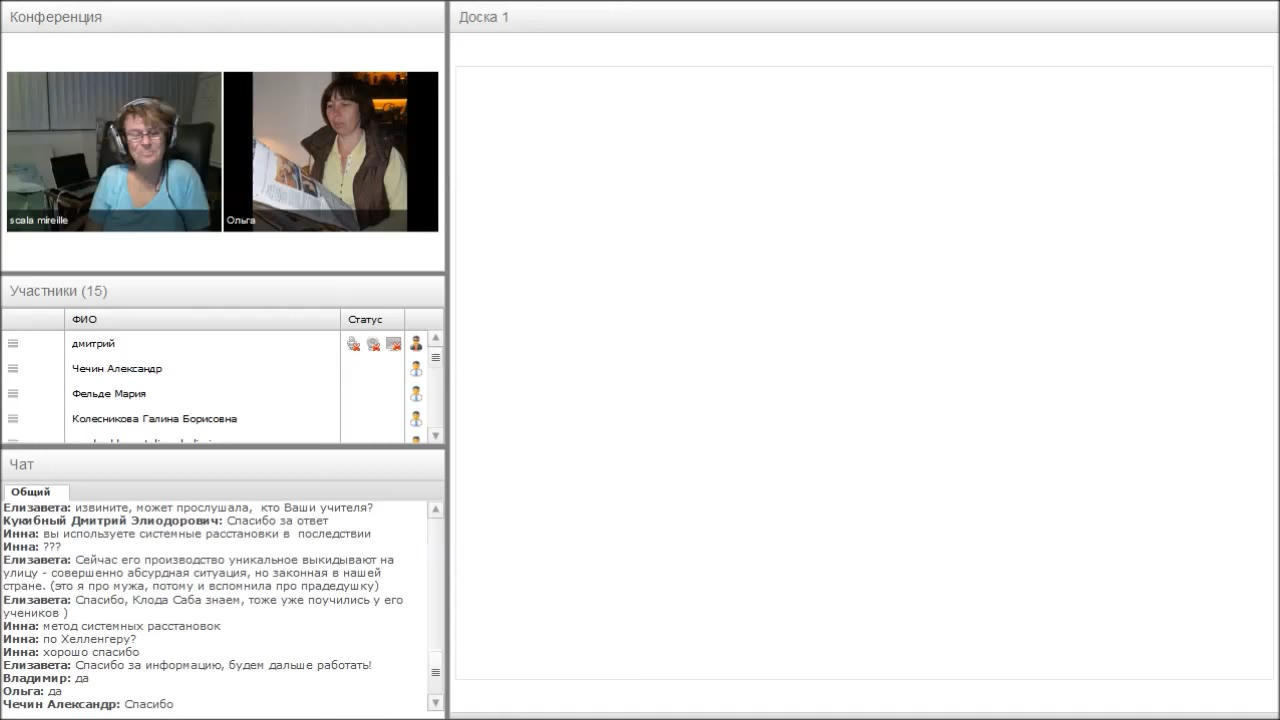 Конференция
Доска 1
scala mireille
Ольга
Участники (15)
ФИО
Статус
дмитрий
Чечин Александр
Фельде Мария
Колесникова Галина Борисовна
Чат
Общий
Елизавета: извините, может прослушала, кто Ваши учителя?
Кукибный Дмитрий Элиодорович: Спасибо за ответ
Инна: вы используете системные расстановки в последствии
Инна: ???
Елизавета: Сейчас его производство уникальное выкидывают на
улицу - совершенно абсурдная ситуация, но законная в нашей
стране. (это я про мужа, потому и вспомнила про прадедушку)
Елизавета: Спасибо, Клода Саба знаем, тоже уже поучились у его
учеников )
Инна: метод системных расстановок
Инна: по Хелленгеру?
Инна: хорошо спасибо
Елизавета: Спасибо за информацию, будем дальше работать!
Владимир: да
Ольга: да
Чечин Александр: Спасибо